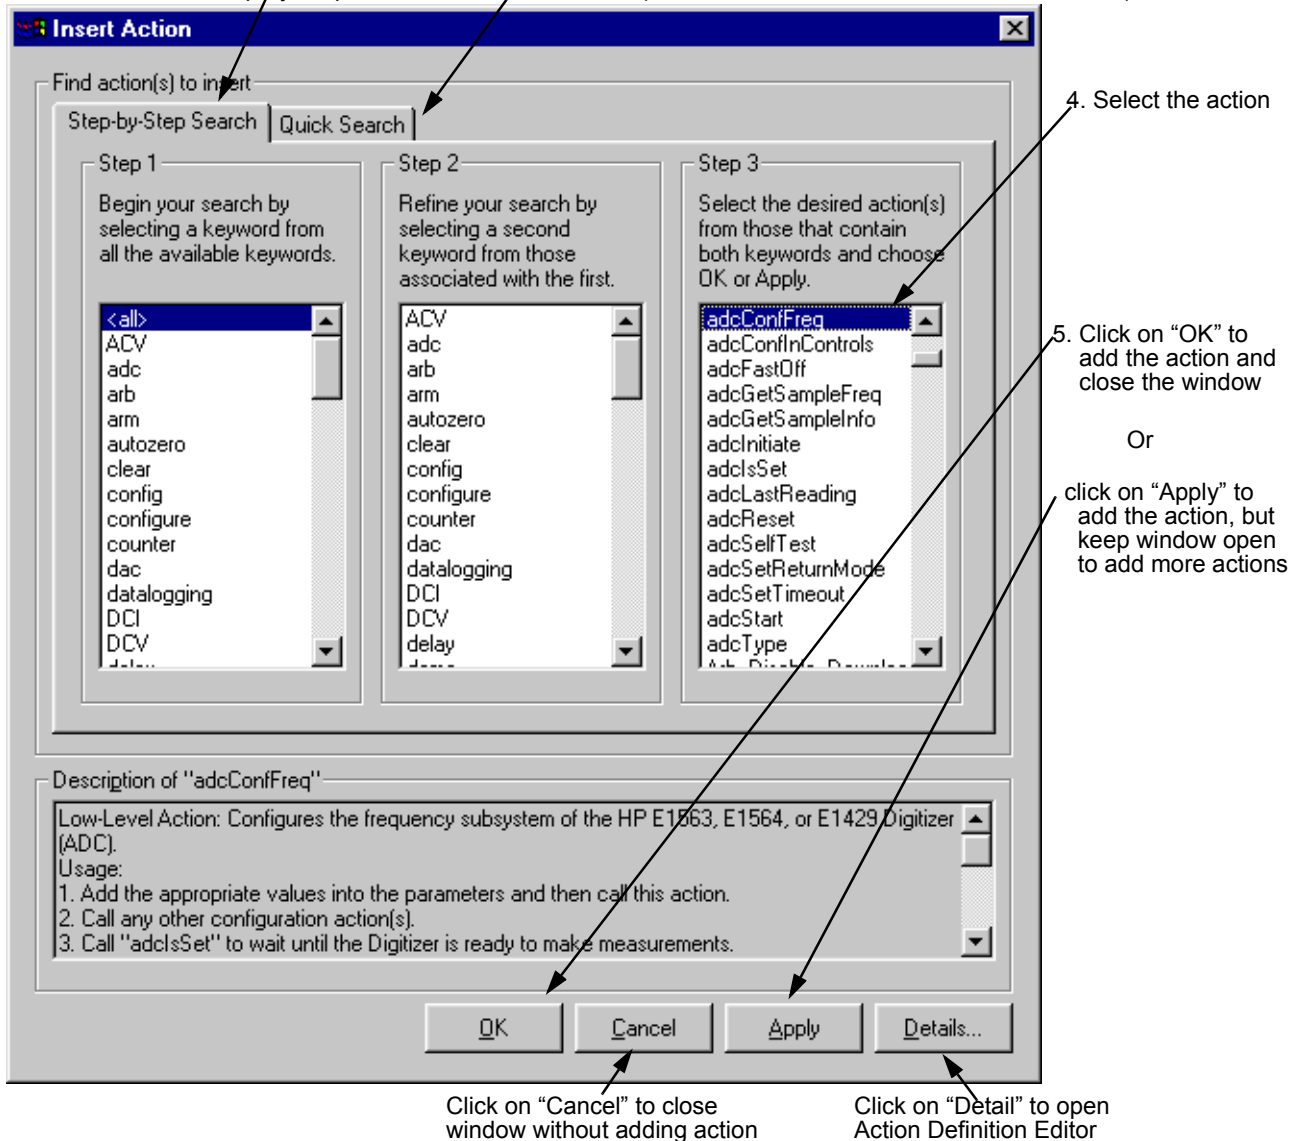 Insert Action
Find action(s) to insert
Step-by-Step Search
Quick Search
4. Select the action
Step 1
Begin your search by
selecting a keyword from
all the available keywords.
<all>
ACV
adc
arb
arm
autozero
clear
config
configure
counter
dac
datalogging
DCI
DCV
Step 2
Refine your search by
selecting a second
keyword from those
associated with the first.
ACV
adc
arb
arm
autozero
clear
config
configure
counter
dac
datalogging
DCI
DCV
delay
Step 3
Select the desired action(s)
from those that contain
both keywords and choose
OK or Apply.
adcConfFreq
adcConfInControls
adcFastOff
adcGetSampleFreq
adcGetSampleInfo
adcInitiate
adcIsSet
adcLastReading
adcReset
adcSelfTest
adcSetReturnMode
adcSetTimeout
adcStart
adcType
5. Click on “OK” to
add the action and
close the window
Or
click on “Apply” to
add the action, but
keep window open
to add more actions
Description of "adcConfFreq"
Low-Level Action: Configures the frequency subsystem of the HP E1563, E1564, or E1429 Digitizer
(ADC).
Usage:
1. Add the appropriate values into the parameters and then call this action.
2. Call any other configuration action(s).
3. Call "adcIsSet" to wait until the Digitizer is ready to make measurements.
OK
Cancel
Apply
Details...
Click on “Cancel” to close
window without adding action
Click on “Detail” to open
Action Definition Editor